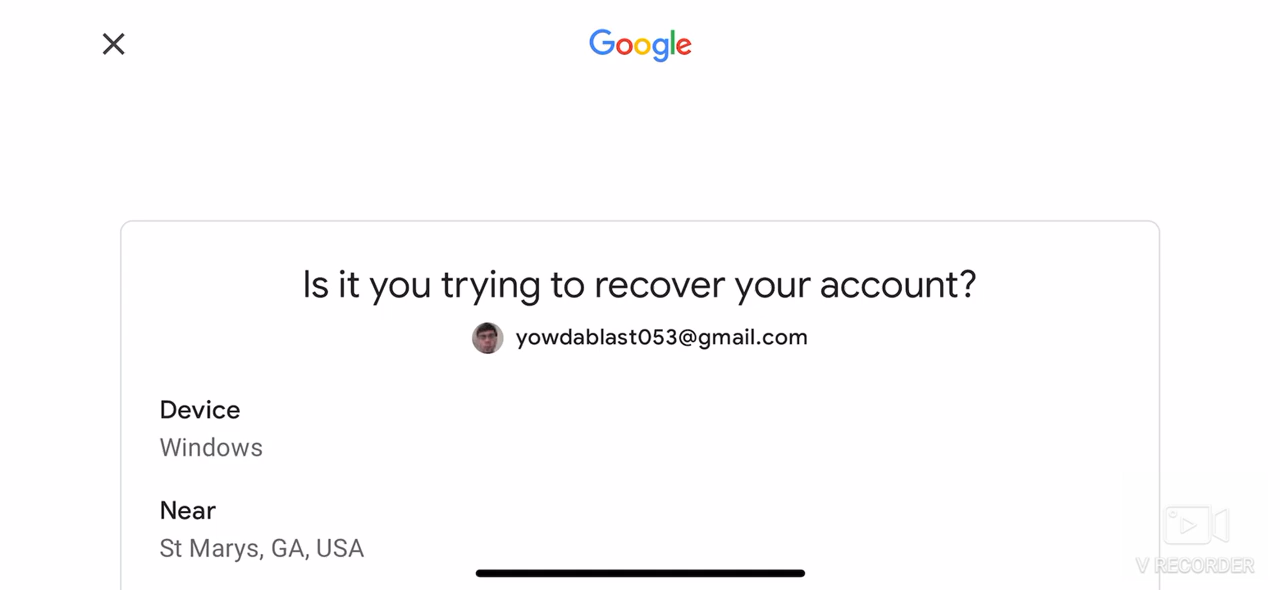 Google
Is it you trying to recover your account?
yowdablast053@gmail.com
Device
Windows
Near
St Marys, GA, USA
V RECORDER